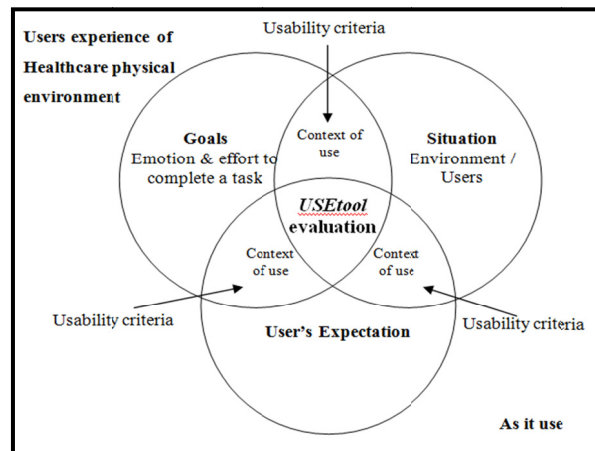 Usability criteria
Users experience of
Healthcare physical
environment
Goals
Emotion & effort to
complete a task
Context of
use
Situation
Environment /
Users
USEtool
evaluation
Context
of use
Context
of use
Usability criteria
Usability criteria
User's Expectation
As it use